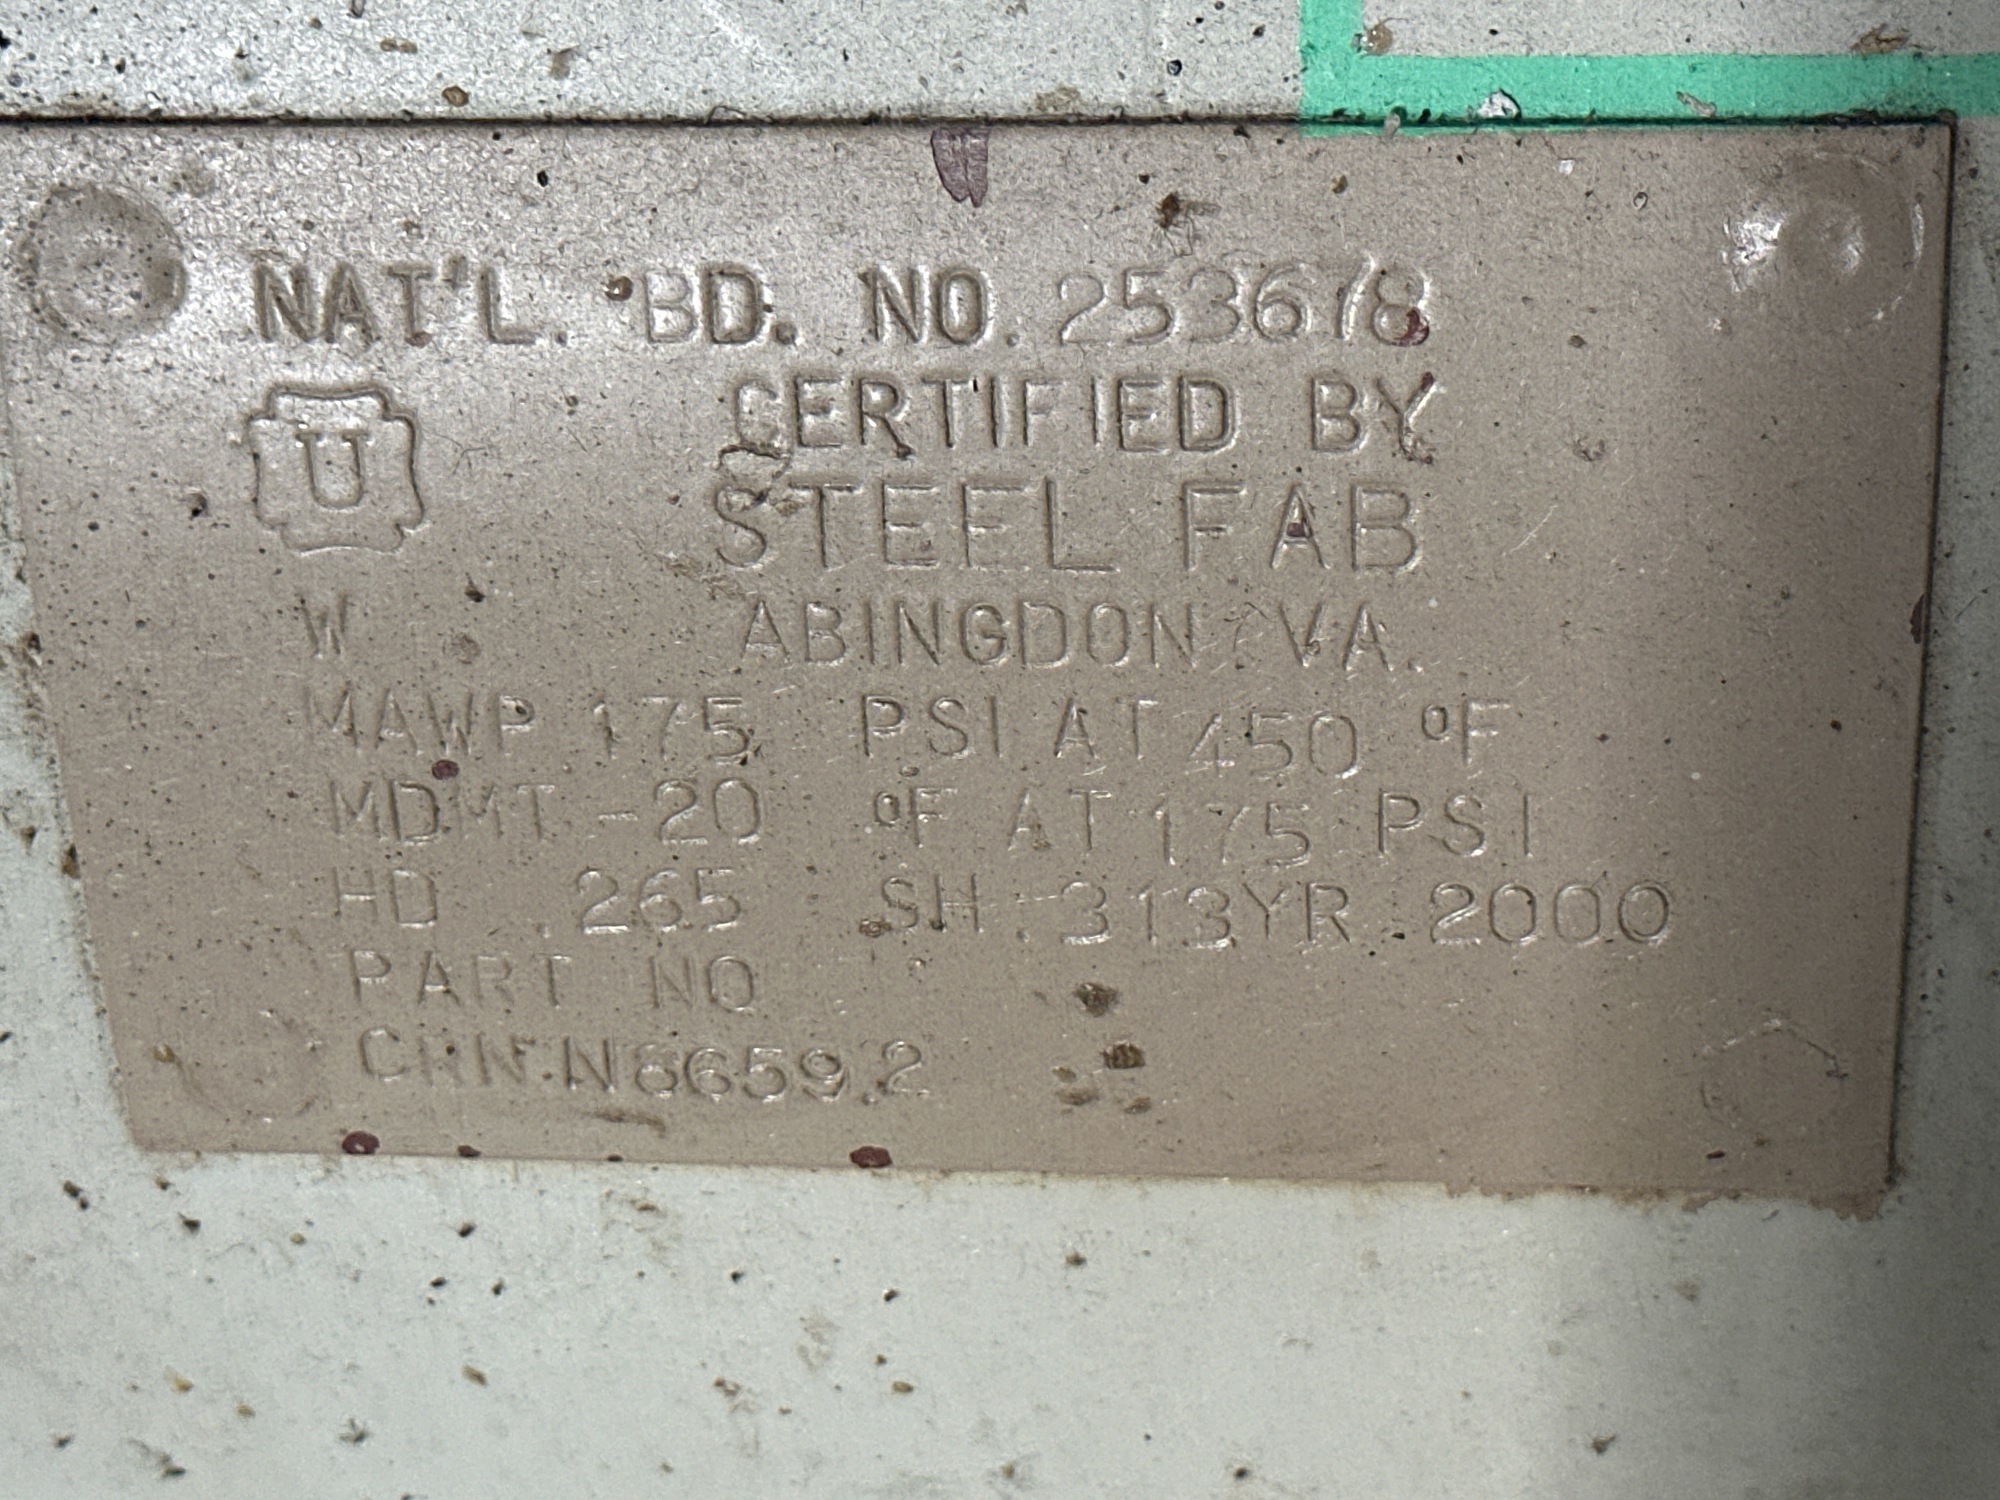 NAT'L. BD. NO. 253678
U CERTIFIED BY
STEEL FAB
W ABINGDON, VA.
MAWP 175 PSI AT 450 °F
MDMT -20 °F AT 175 PSI
HD .265 SH .313 YR 2000
PART NO
CRN:N8659.2